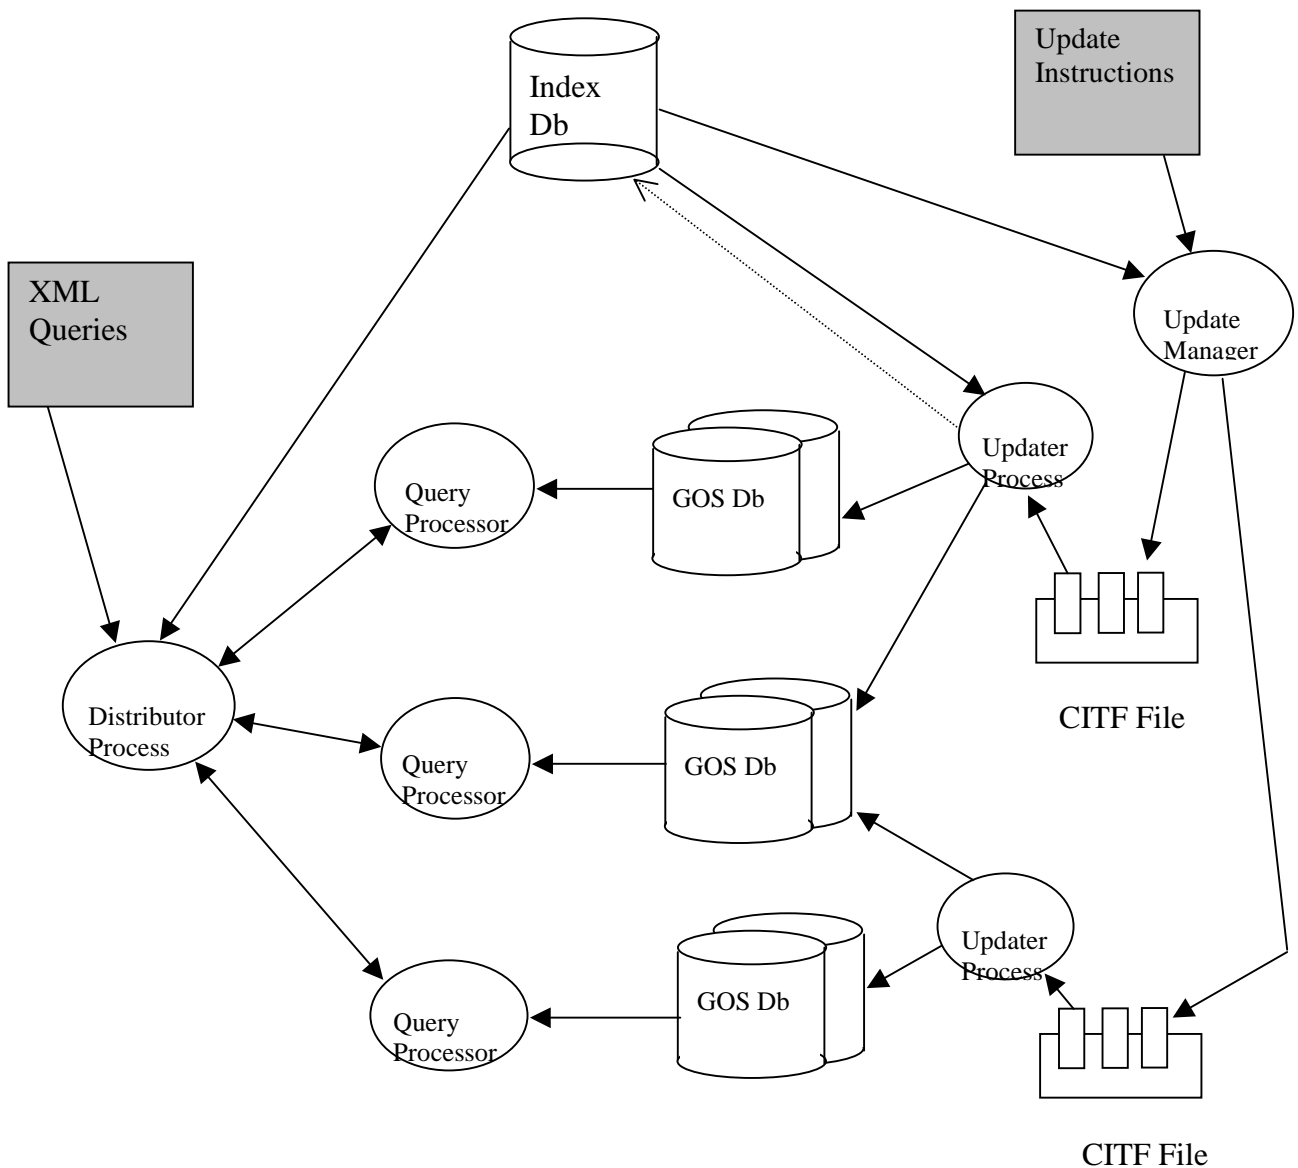 Index
Db
Update
Instructions
XML
Queries
Update
Manager
Updater
Process
Query
Processor
GOS Db
CITF File
Distributor
Process
Query
Processor
GOS Db
Updater
Process
Query
Processor
GOS Db
CITF File